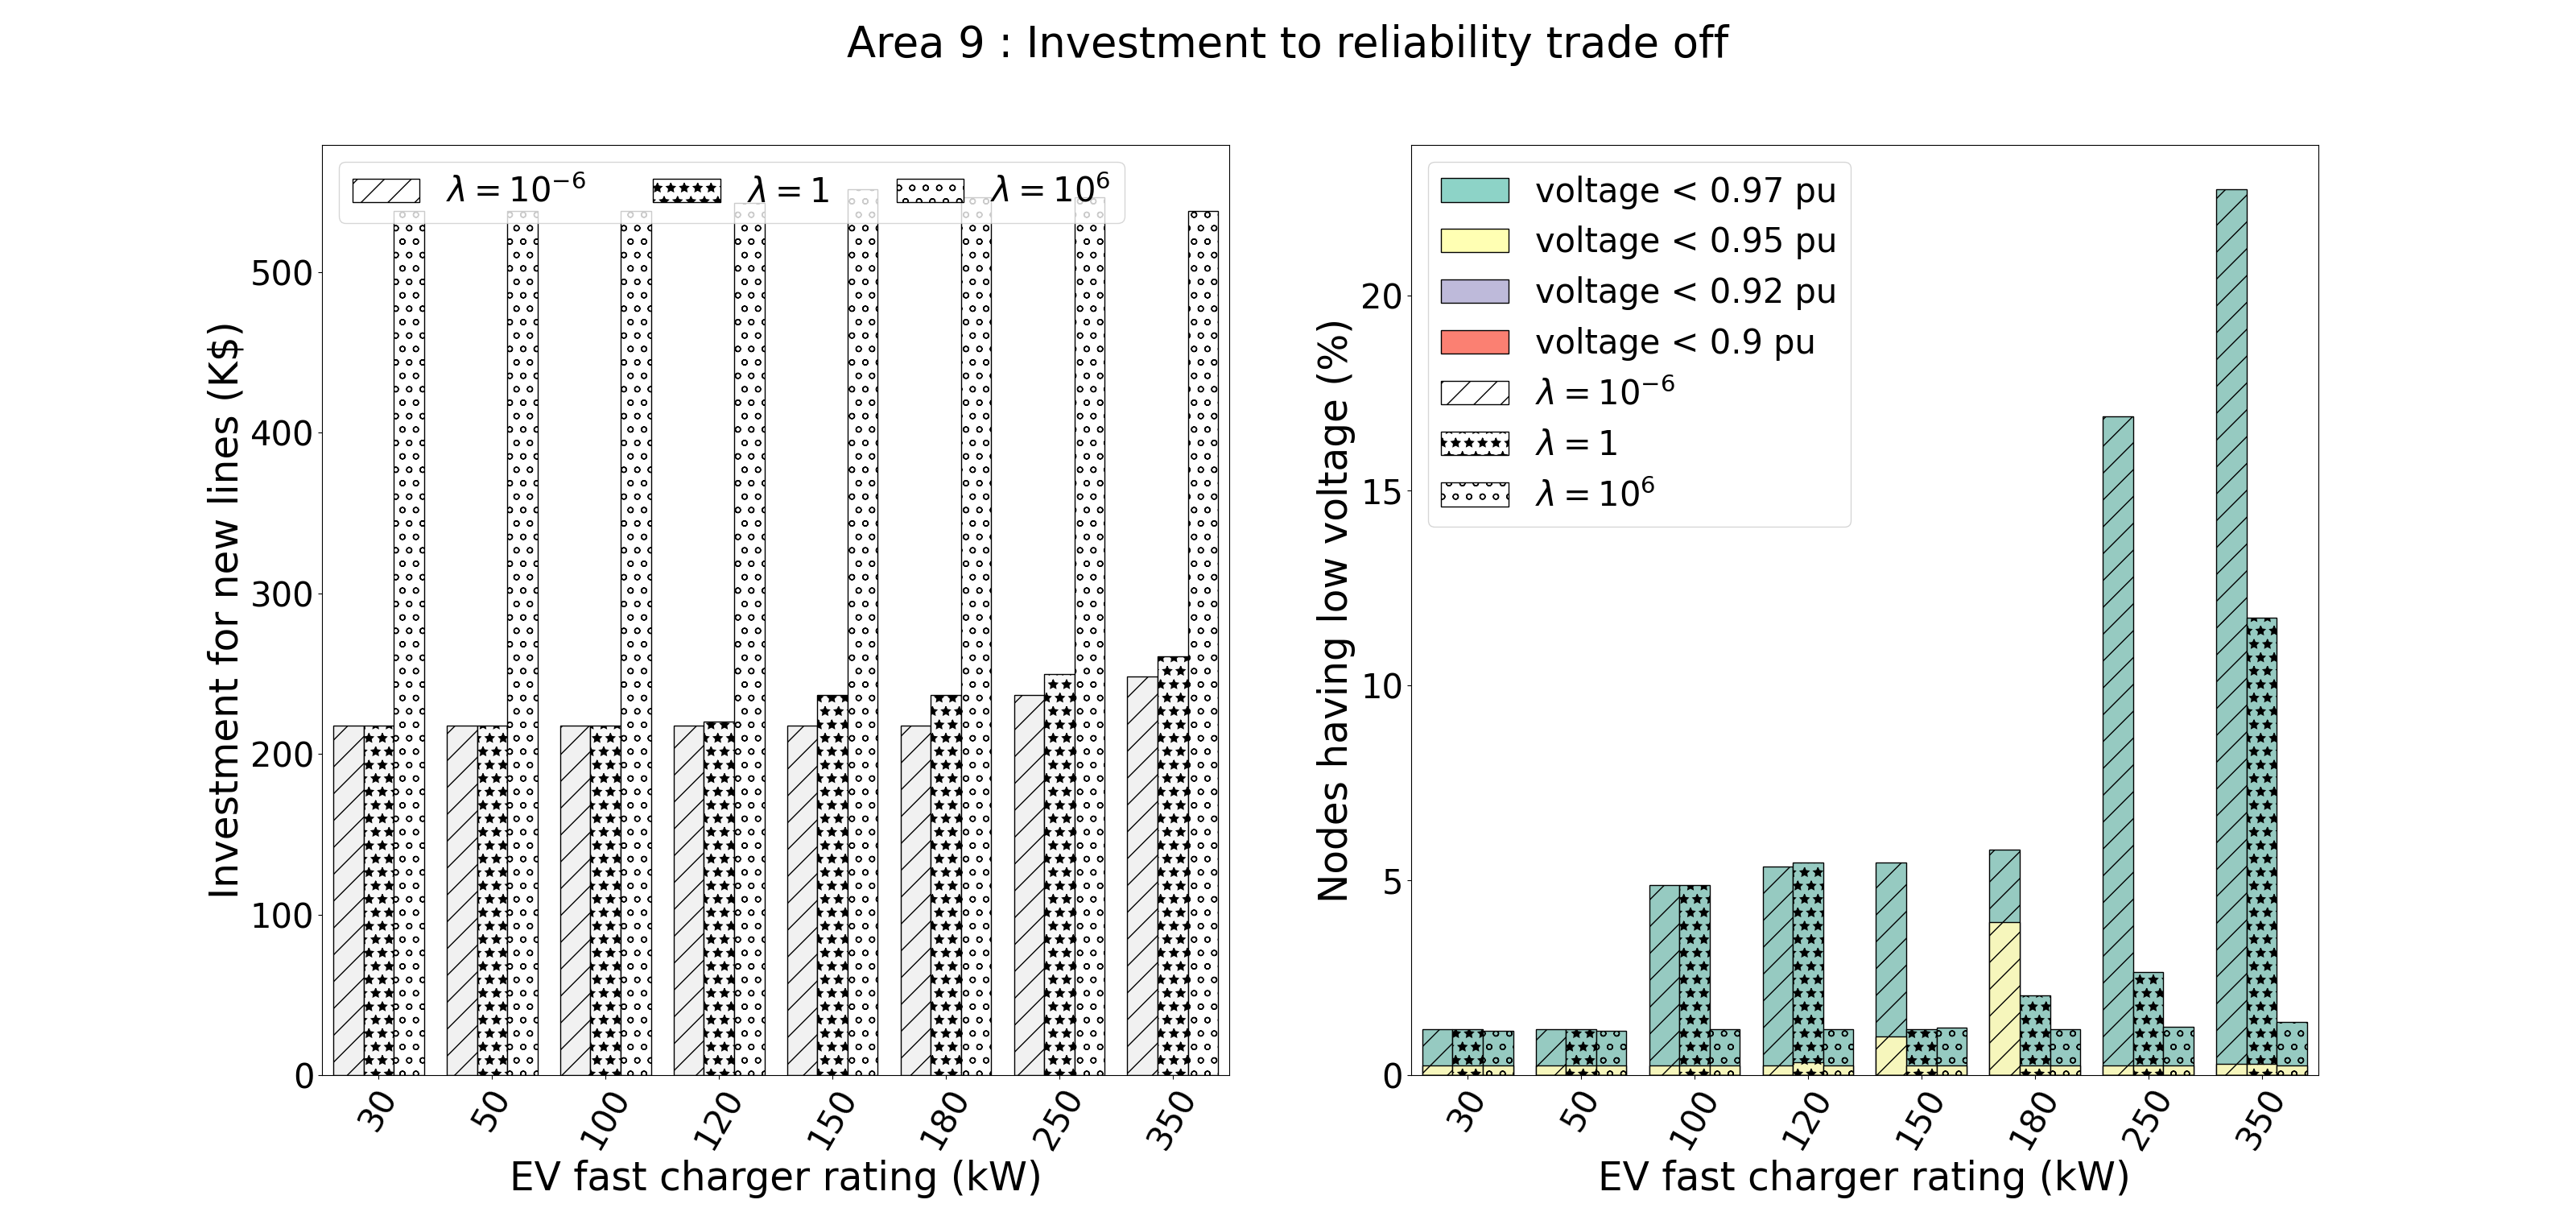 Area 9 : Investment to reliability trade off
λ = 10⁻⁶ λ = 1 λ = 10⁶
Investment for new lines (K$)
500
400
300
200
100
0
30 50 100 120 150 180 250 350
EV fast charger rating (kW)
voltage < 0.97 pu
voltage < 0.95 pu
voltage < 0.92 pu
voltage < 0.9 pu
λ = 10⁻⁶
λ = 1
λ = 10⁶
Nodes having low voltage (%)
20
15
10
5
0
30 50 100 120 150 180 250 350
EV fast charger rating (kW)